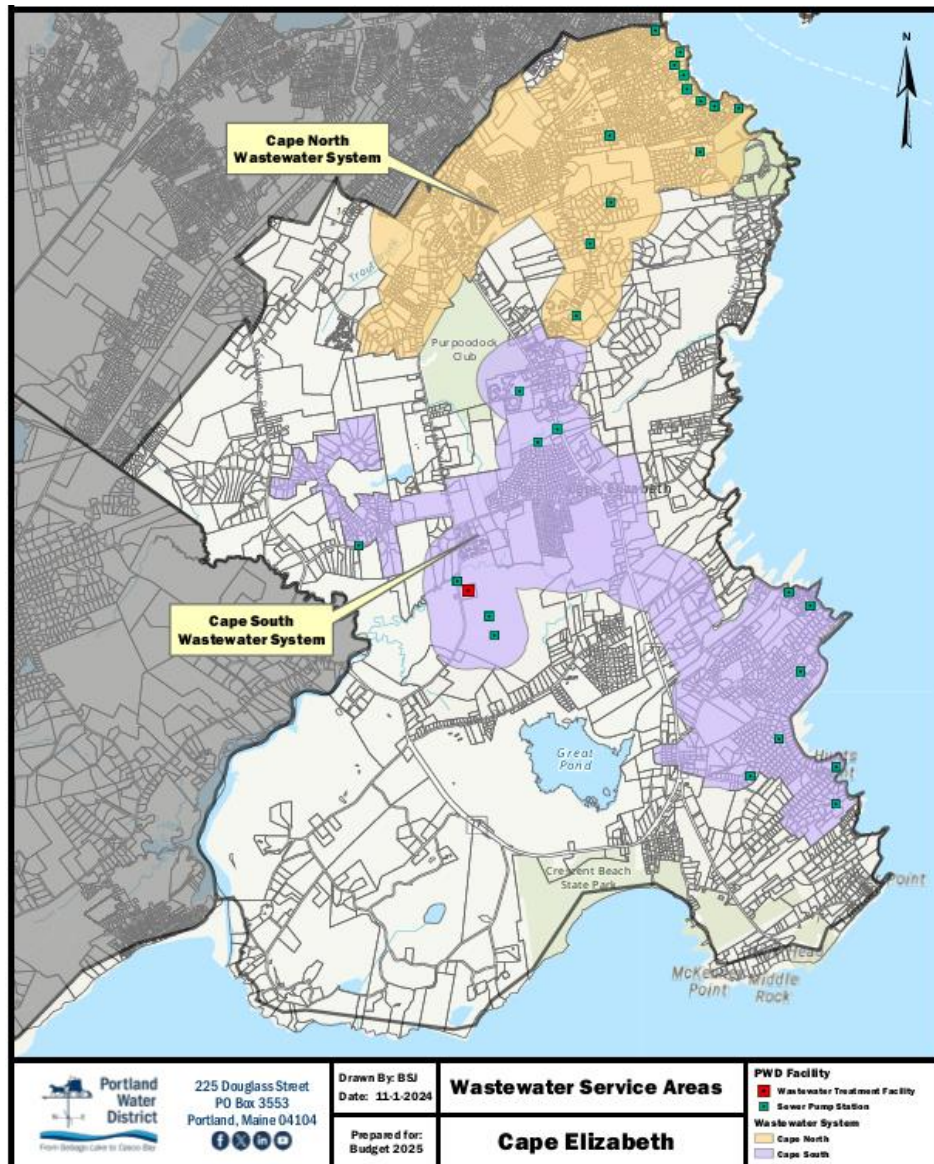 N
Cape North
Wastewater System
Purpoodock
Club
Cape South
Wastewater System
Great
Pond
Crescent Beach
State Park
Point
Point
Middle
Rock
Portland
Water
District
From Sebago Lake to Casco Bay
225 Douglass Street
PO Box 3553
Portland, Maine 04104
Drawn By: BSJ
Date: 11-1-2024
Prepared for:
Budget 2025
Wastewater Service Areas
Cape Elizabeth
PWD Facility
Wastewater Treatment Facility
Sewer Pump Station
Wastewater System
Cape North
Cape South